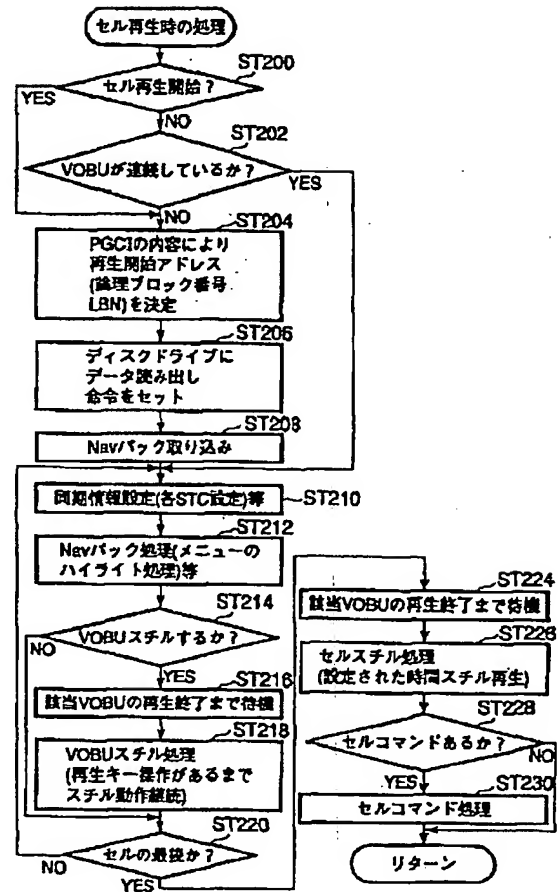 セル再生時の処理
ST200
セル再生開始?
YES
NO
ST202
VOBUが連続しているか?
YES
NO
ST204
PGCIの内容により
再生開始アドレス
(論理ブロック番号
LBN)を決定
ST206
ディスクドライブに
データ読み出し
命令をセット
ST208
Navパック取り込み
同期情報設定(各STC設定)等
ST210
ST212
Navパック処理(メニューの
ハイライト処理)等
ST214
VOBUスチルするか?
NO
YES
ST216
該当VOBUの再生終了まで待機
ST218
VOBUスチル処理
(再生キー操作があるまで
スチル動作継続)
ST220
セルの最後か?
NO
YES
ST224
該当VOBUの再生終了まで待機
ST226
セルスチル処理
(設定された時間スチル再生)
ST228
セルコマンドあるか?
NO
YES
ST230
セルコマンド処理
リターン